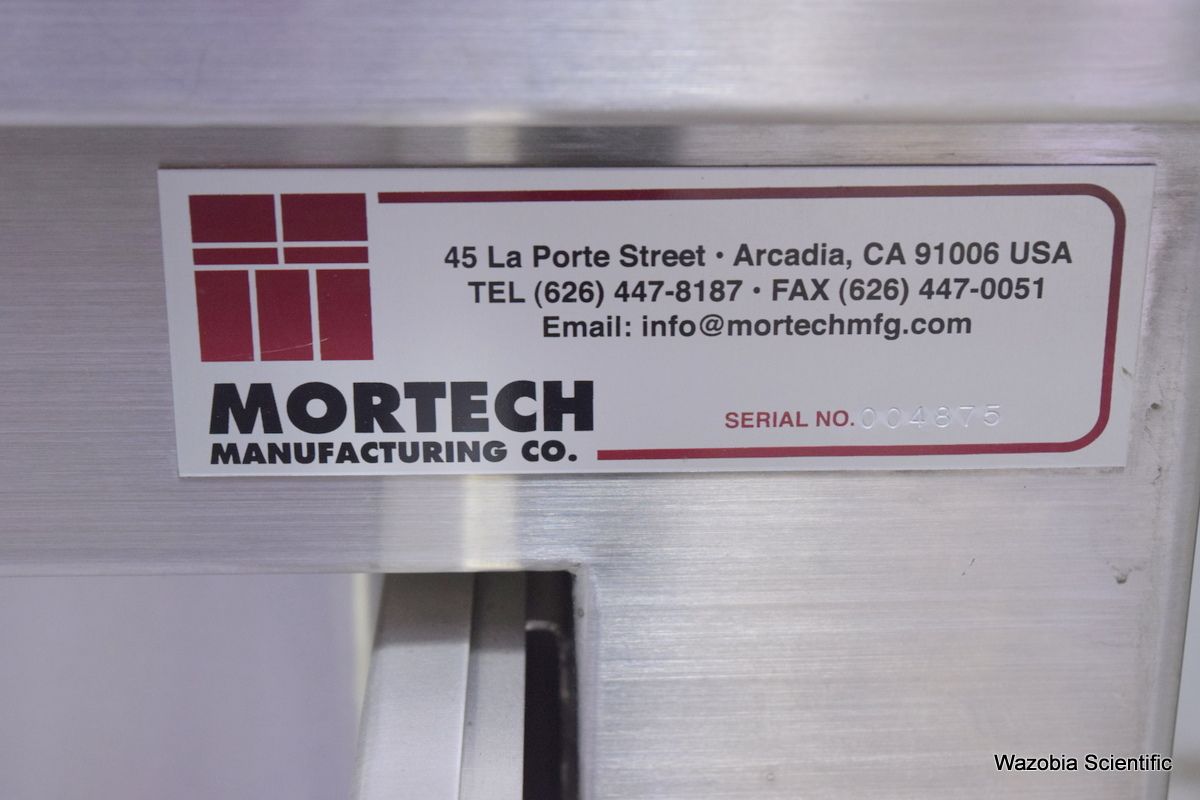 45 La Porte Street • Arcadia, CA 91006 USA
TEL (626) 447-8187 • FAX (626) 447-0051
Email: info@mortechmfg.com
MORTECH
MANUFACTURING CO.
SERIAL NO. 004875
Wazobia Scientific